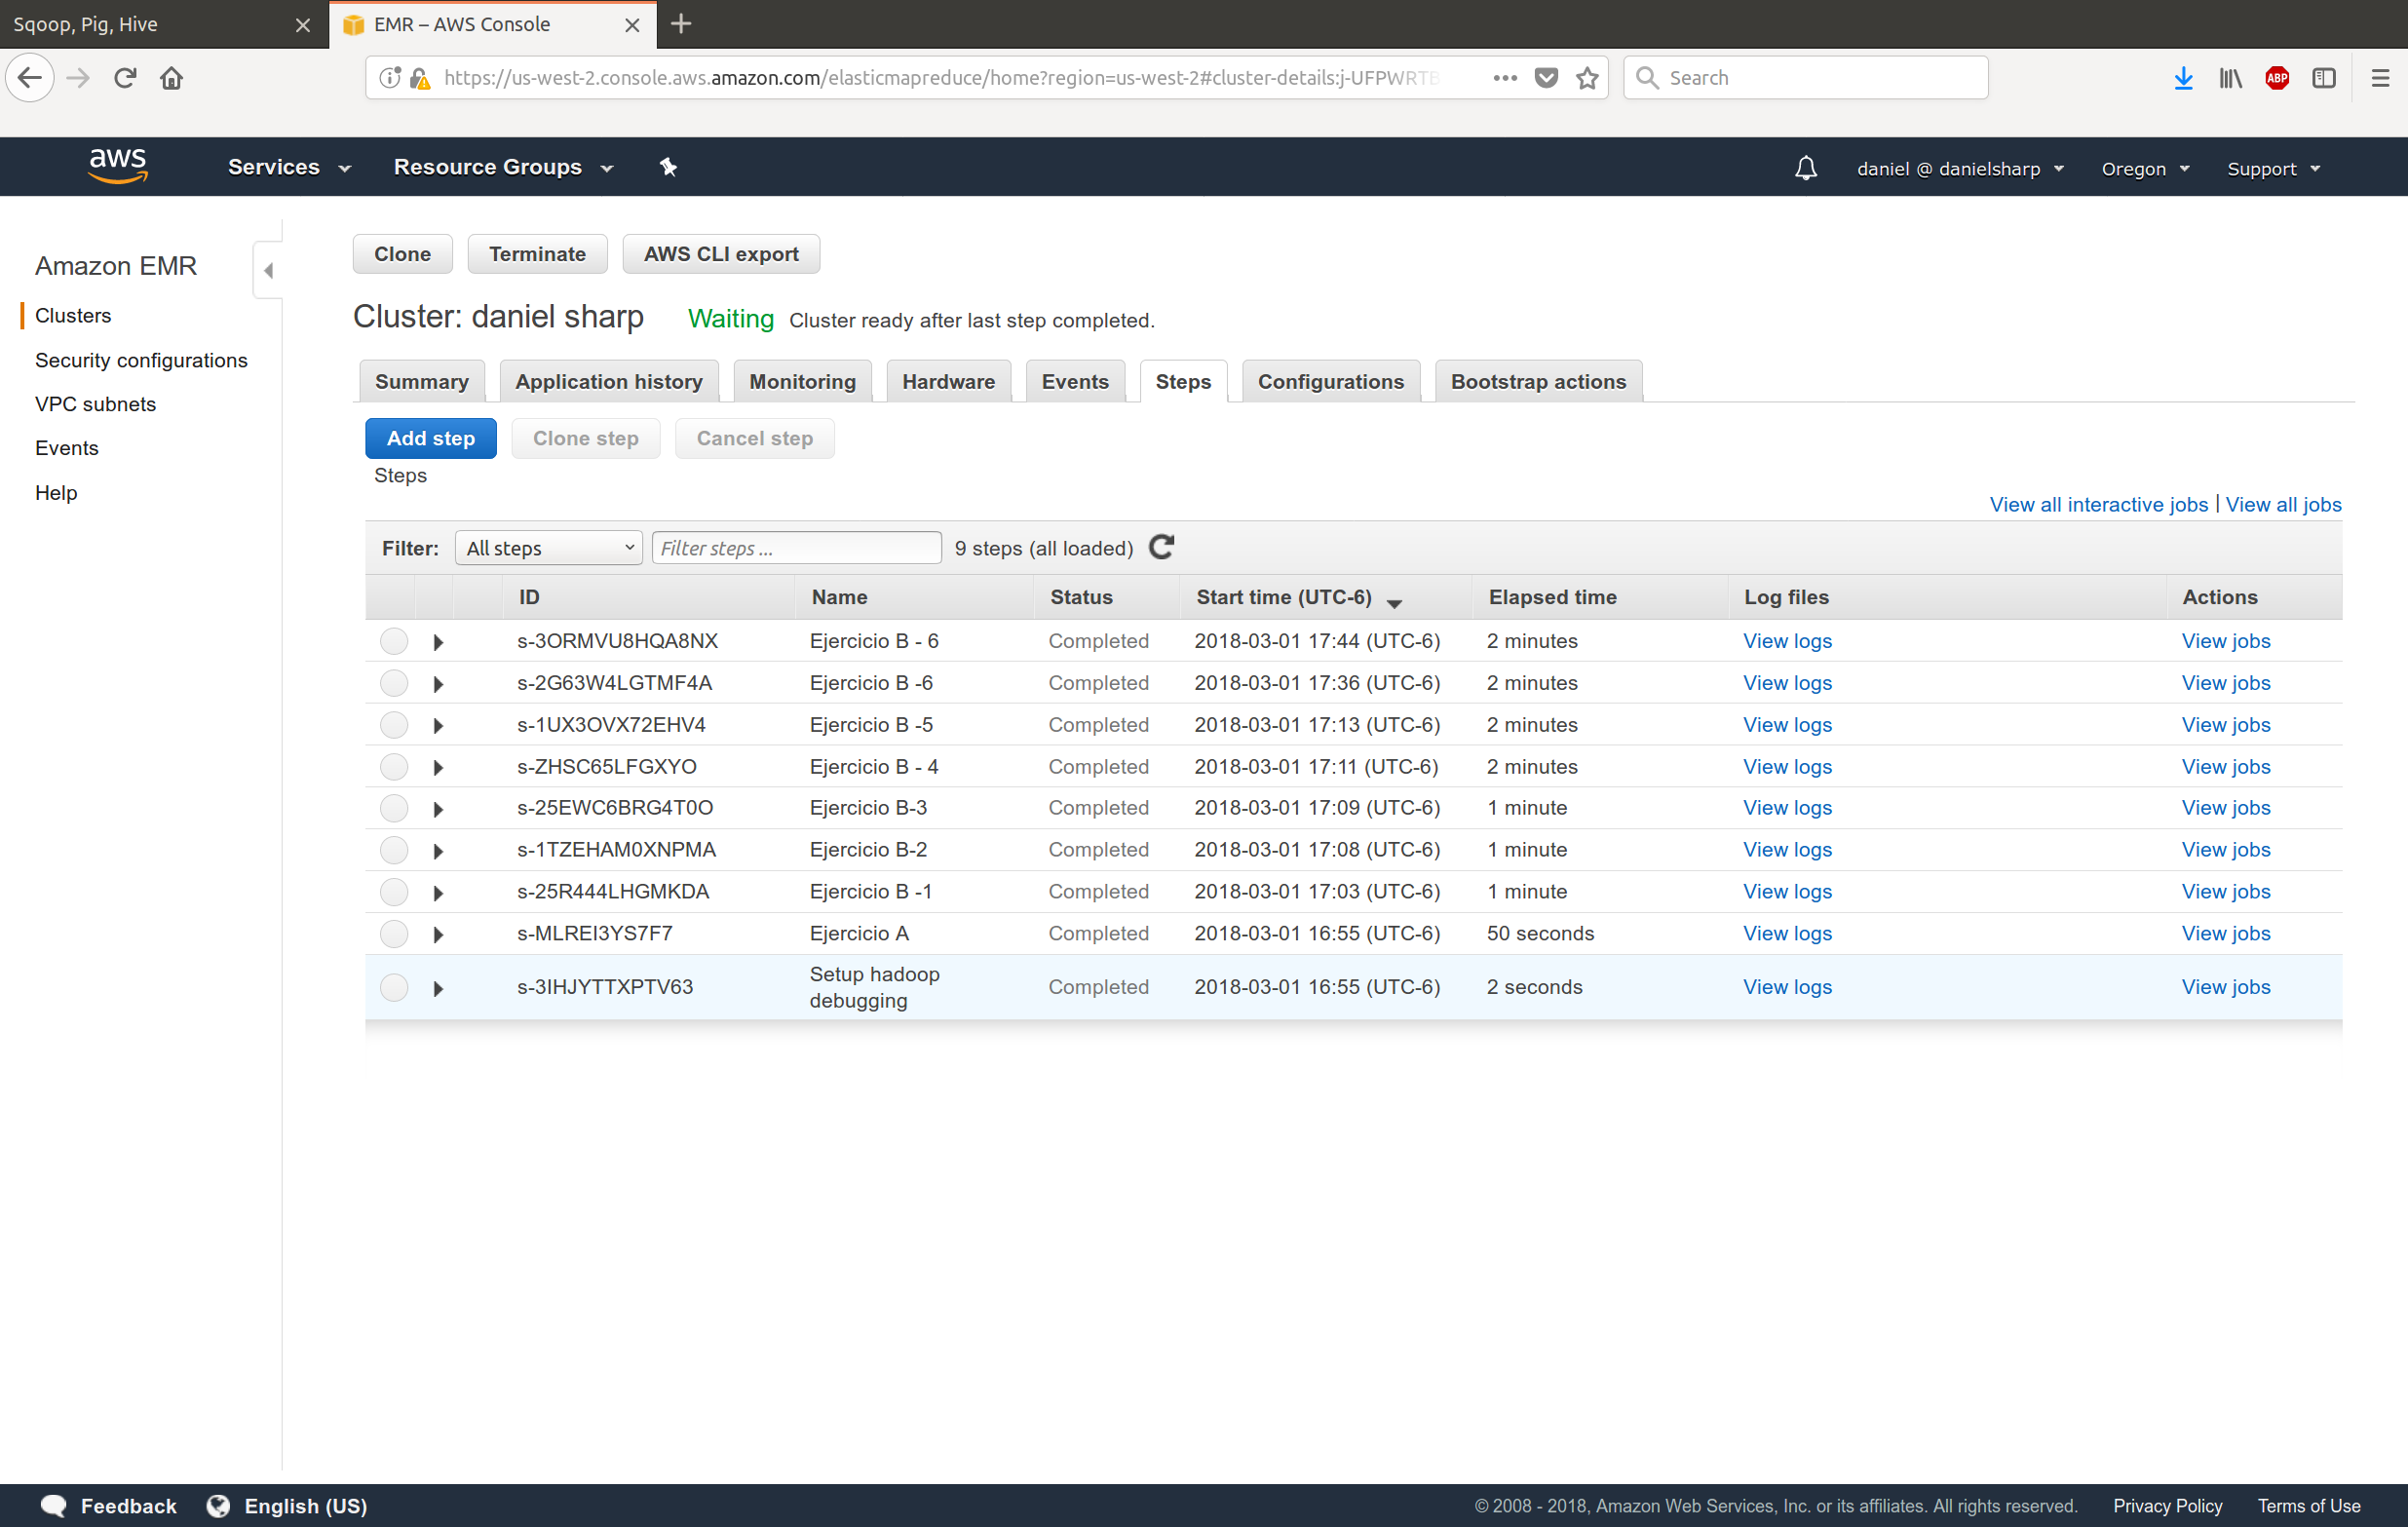 Sqoop, Pig, Hive
EMR – AWS Console
https://us-west-2.console.aws.amazon.com/elasticmapreduce/home?region=us-west-2#cluster-details:j-UFPWRTB
Search
ABP
aws
Services
Resource Groups
daniel @ danielsharp
Oregon
Support
Amazon EMR
Clusters
Security configurations
VPC subnets
Events
Help
Clone
Terminate
AWS CLI export
Cluster: daniel sharp Waiting Cluster ready after last step completed.
Summary Application history Monitoring Hardware Events Steps Configurations Bootstrap actions
Add step Clone step Cancel step
Steps
View all interactive jobs | View all jobs
Filter: All steps Filter steps ... 9 steps (all loaded)
ID Name Status Start time (UTC-6) Elapsed time Log files Actions
s-3ORMVU8HQA8NX Ejercicio B - 6 Completed 2018-03-01 17:44 (UTC-6) 2 minutes View logs View jobs
s-2G63W4LGTMF4A Ejercicio B -6 Completed 2018-03-01 17:36 (UTC-6) 2 minutes View logs View jobs
s-1UX3OVX72EHV4 Ejercicio B -5 Completed 2018-03-01 17:13 (UTC-6) 2 minutes View logs View jobs
s-ZHSC65LFGXYO Ejercicio B - 4 Completed 2018-03-01 17:11 (UTC-6) 2 minutes View logs View jobs
s-25EWC6BRG4T0O Ejercicio B-3 Completed 2018-03-01 17:09 (UTC-6) 1 minute View logs View jobs
s-1TZEHAM0XNPMA Ejercicio B-2 Completed 2018-03-01 17:08 (UTC-6) 1 minute View logs View jobs
s-25R444LHGMKDA Ejercicio B -1 Completed 2018-03-01 17:03 (UTC-6) 1 minute View logs View jobs
s-MLREI3YS7F7 Ejercicio A Completed 2018-03-01 16:55 (UTC-6) 50 seconds View logs View jobs
s-3IHJYTTXPTV63 Setup hadoop debugging Completed 2018-03-01 16:55 (UTC-6) 2 seconds View logs View jobs
Feedback
English (US)
© 2008 - 2018, Amazon Web Services, Inc. or its affiliates. All rights reserved.
Privacy Policy
Terms of Use